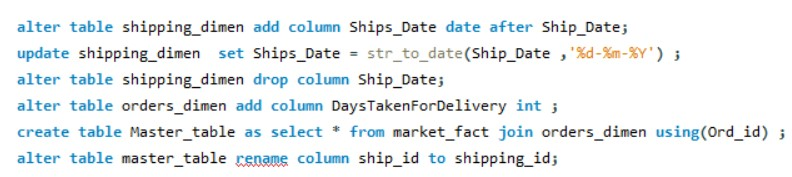 alter table shipping_dimen add column Ships_Date date after Ship_Date;
update shipping_dimen  set Ships_Date = str_to_date(Ship_Date ,'%d-%m-%Y') ;
alter table shipping_dimen drop column Ship_Date;
alter table orders_dimen add column DaysTakenForDelivery int ;
create table Master_table as select * from market_fact join orders_dimen using(Ord_id) ;
alter table master_table rename column ship_id to shipping_id;